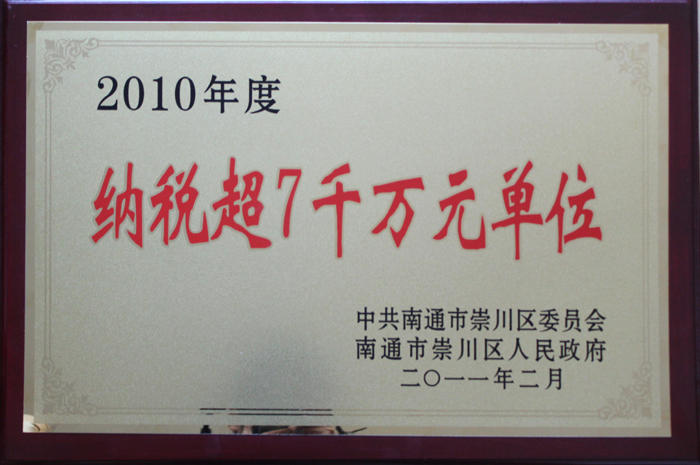 2010年度
纳税超7千万元单位
中共南通市崇川区委员会
南通市崇川区人民政府
二〇一一年二月